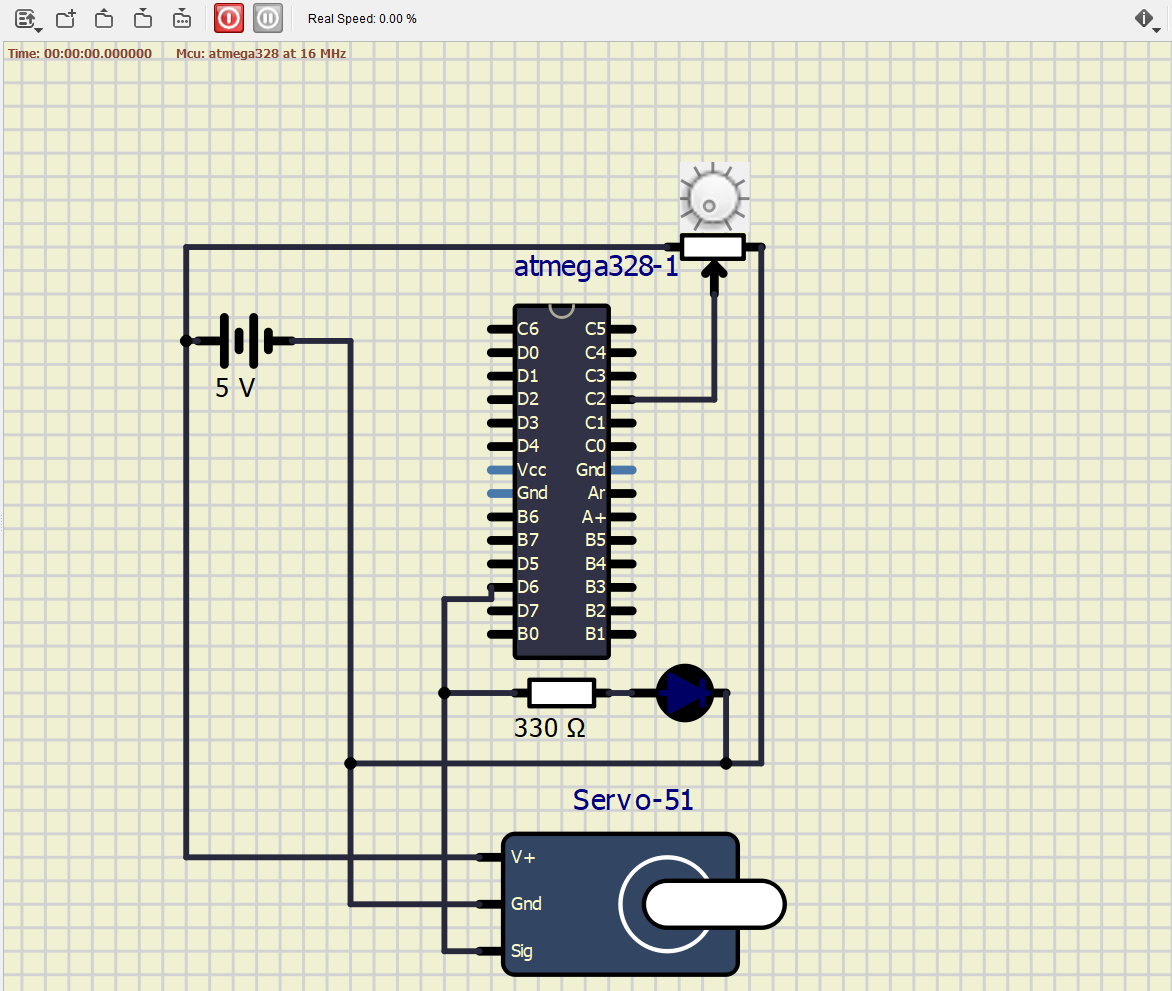 Real Speed: 0.00 %
Time: 00:00:00.000000 Mcu: atmega328 at 16 MHz
atmega328-1
5 V
C6 C5
D0 C4
D1 C3
D2 C2
D3 C1
D4 C0
Vcc Gnd
Gnd Ar
B6 A+
B7 B5
D5 B4
D6 B3
D7 B2
B0 B1
330 Ω
Servo-51
V+
Gnd
Sig